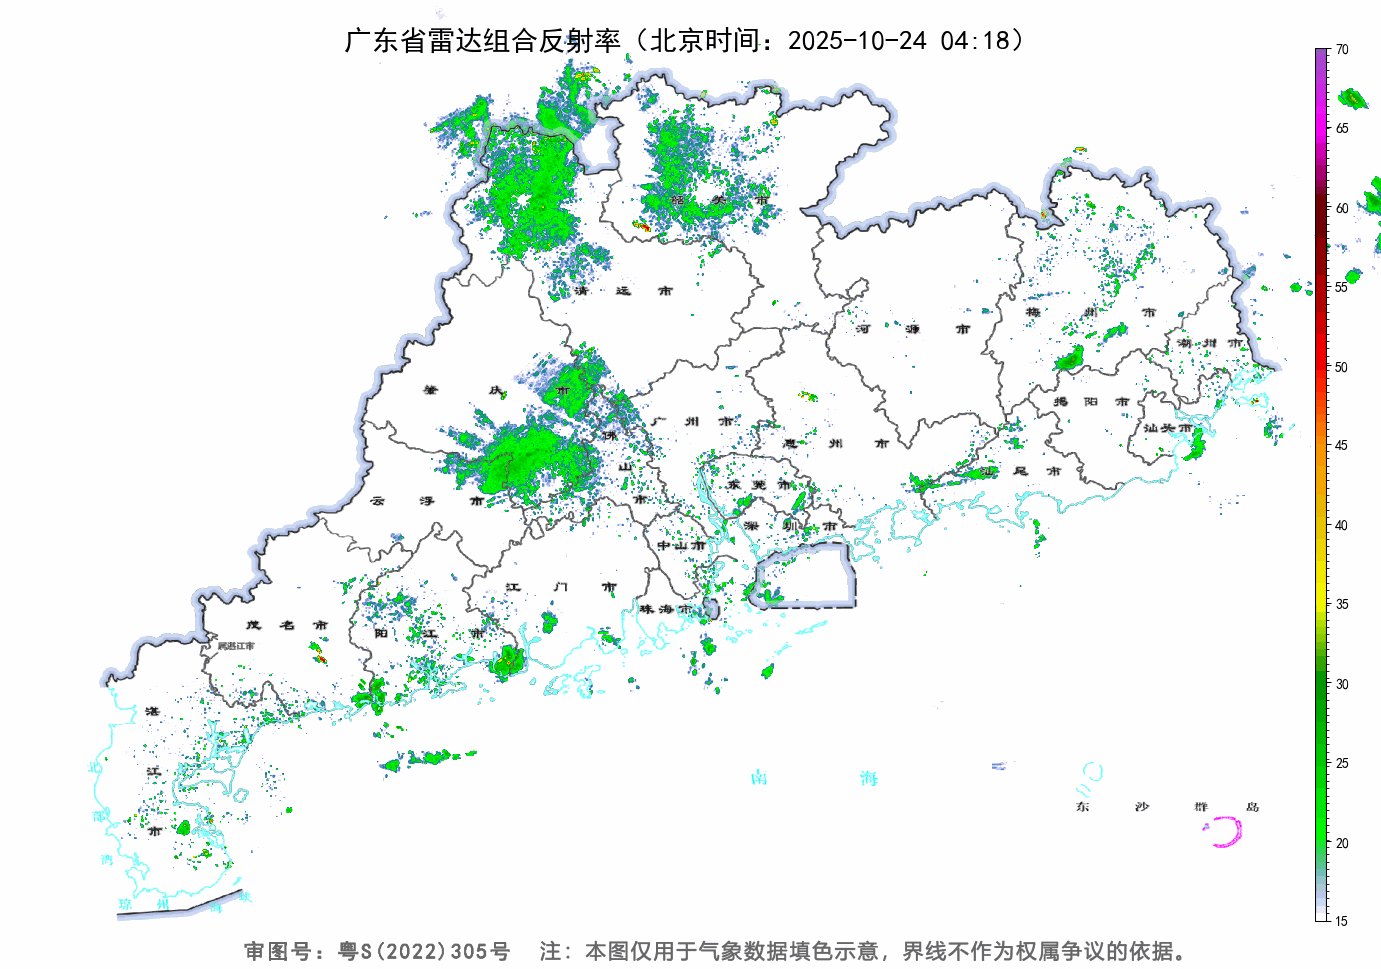 广东省雷达组合反射率（北京时间：2025-10-24 04:18）
70
65
60
55
50
45
40
35
30
25
20
15
韶关市
清远市
河源市
梅州市
潮州市
肇庆市
广州市
惠州市
揭阳市
汕头市
佛山市
云浮市
东莞市
汕尾市
深圳市
中山市
江门市
珠海市
茂名市
阳江市
属湛江市
湛江市
北部湾
南海
东沙群岛
琼州海峡
审图号：粤S(2022)305号 注：本图仅用于气象数据填色示意，界线不作为权属争议的依据。